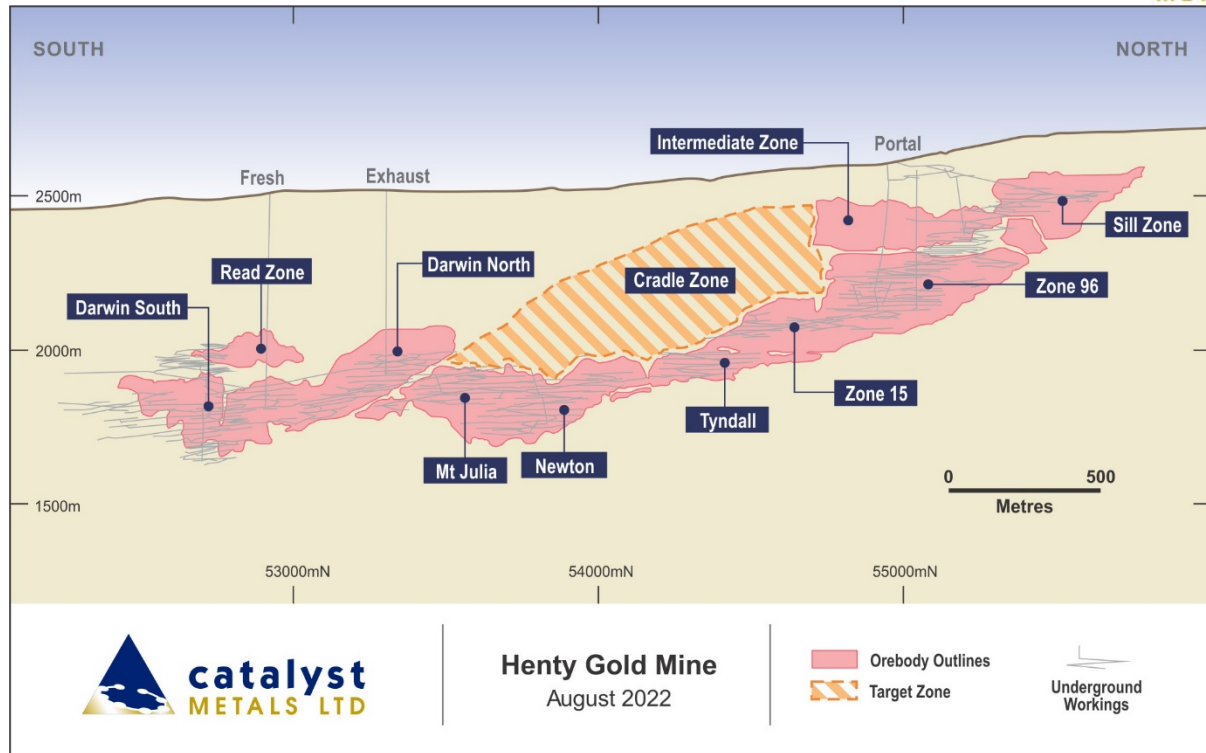 SOUTH
NORTH
Intermediate Zone
Portal
Fresh
Exhaust
2500m
Sill Zone
Read Zone
Darwin North
Cradle Zone
Zone 96
Darwin South
2000m
Zone 15
Tyndall
Mt Julia
Newton
0 500
Metres
1500m
53000mN
54000mN
55000mN
catalyst
METALS LTD
Henty Gold Mine
August 2022
Orebody Outlines
Target Zone
Underground
Workings